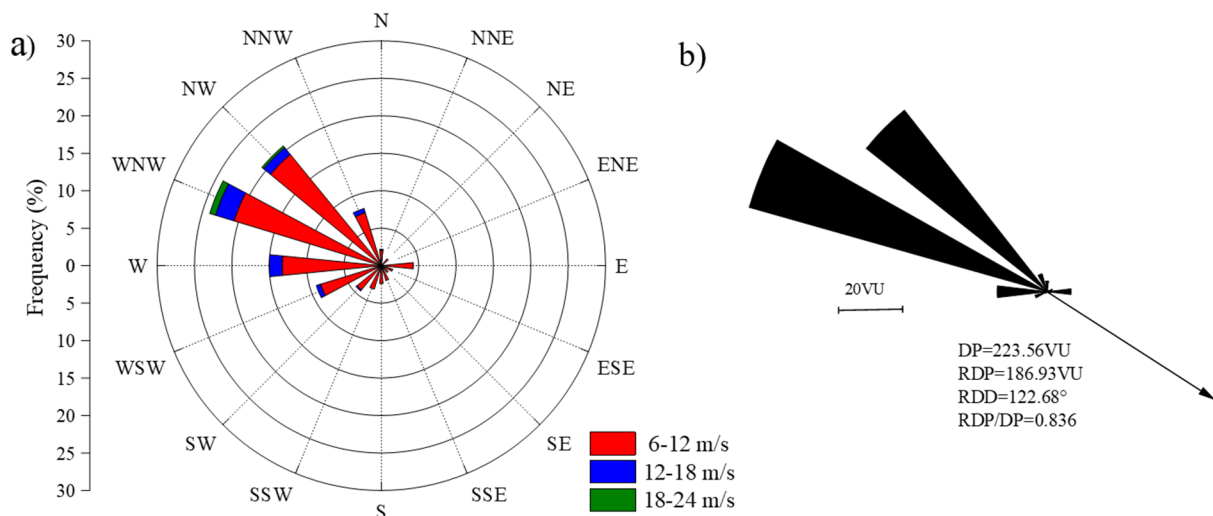 a)
Frequency (%)
30
25
20
15
10
5
0
5
10
15
20
25
30
N
NNE
NE
ENE
E
ESE
SE
SSE
S
SSW
SW
WSW
W
WNW
NW
NNW
6-12 m/s
12-18 m/s
18-24 m/s
b)
20VU
DP=223.56VU
RDP=186.93VU
RDD=122.68°
RDP/DP=0.836